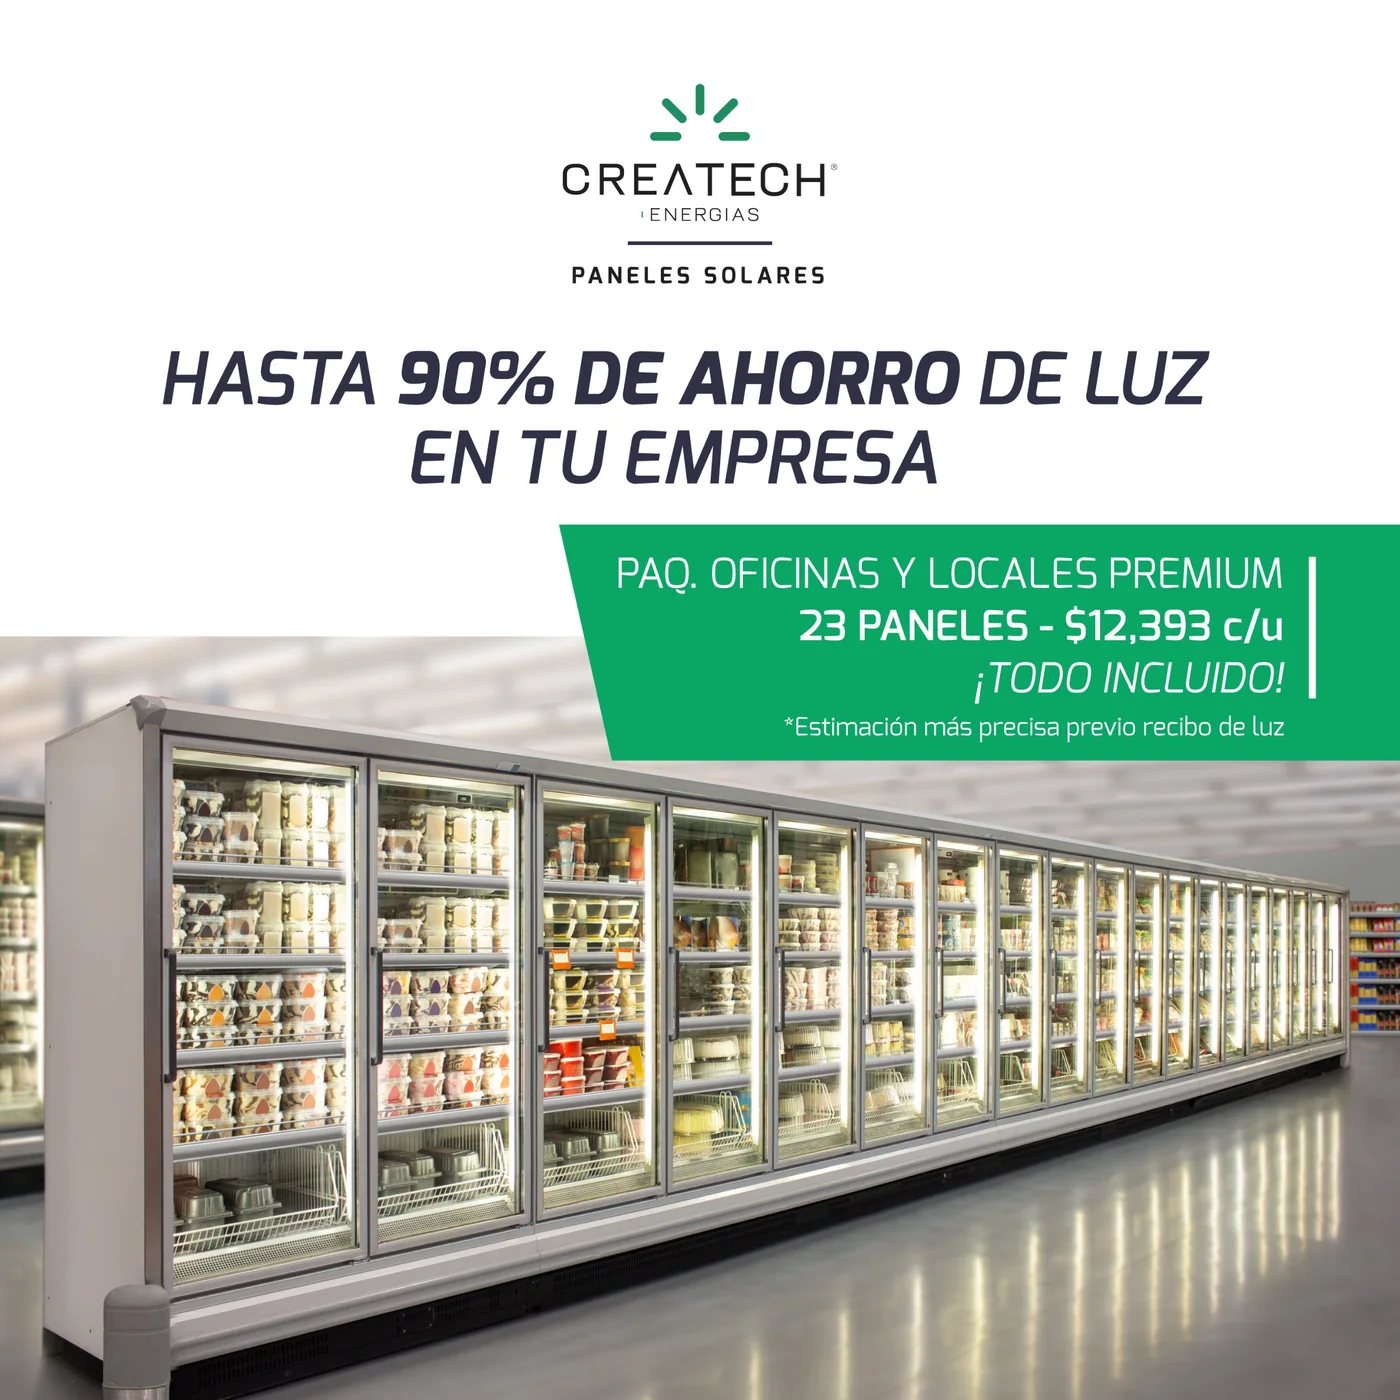 CREATECH®
ENERGIAS
PANELES SOLARES
HASTA 90% DE AHORRO DE LUZ
EN TU EMPRESA
PAQ. OFICINAS Y LOCALES PREMIUM
23 PANELES - $12,393 c/u
¡TODO INCLUIDO!
*Estimación más precisa previo recibo de luz